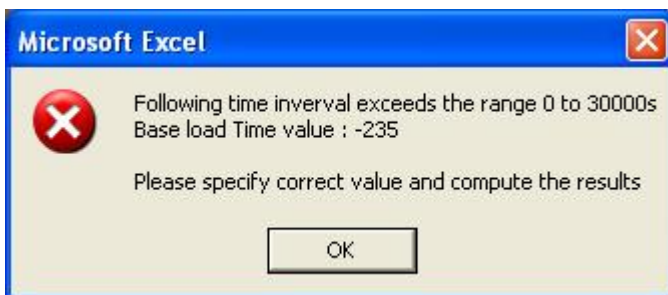 Microsoft Excel
Following time inverval exceeds the range 0 to 30000s
Base load Time value : -235
Please specify correct value and compute the results
OK